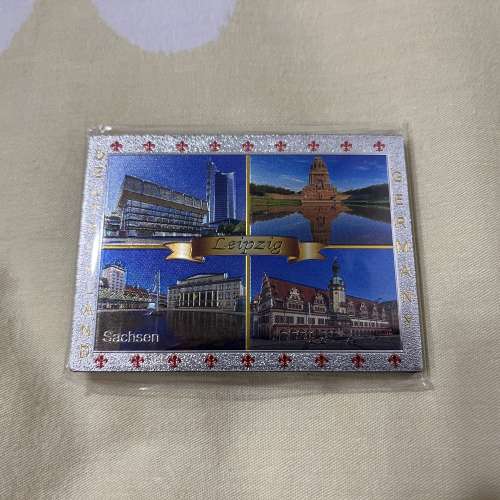 DEUTSCHLAND
Leipzig
GERMANY
Sachsen